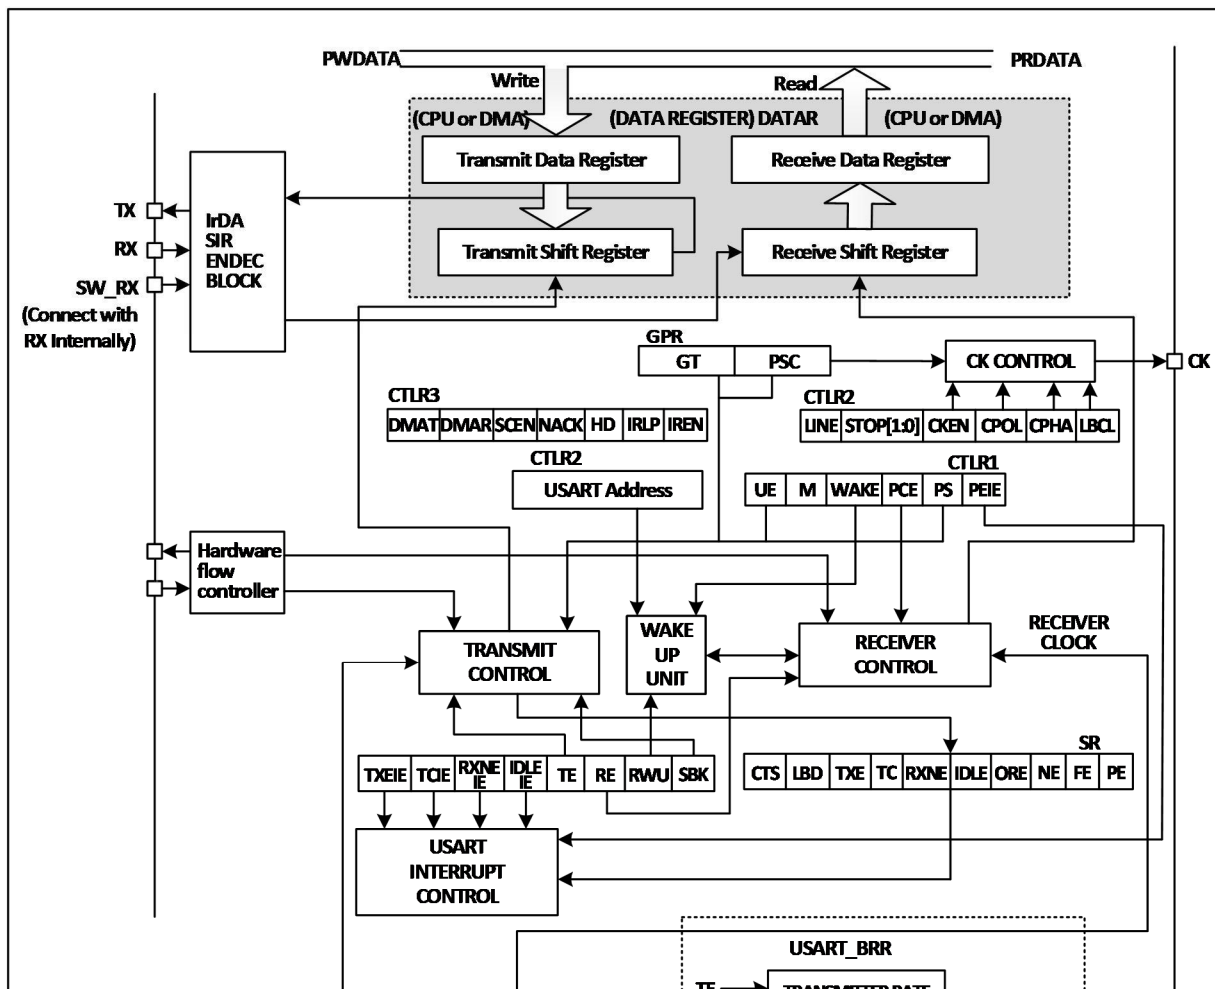 PWDATA
PRDATA
Write
Read
(CPU or DMA)
(DATA REGISTER) DATAR
(CPU or DMA)
Transmit Data Register
Receive Data Register
TX
RX
SW_RX
(Connect with
RX Internally)
IrDA
SIR
ENDEC
BLOCK
Transmit Shift Register
Receive Shift Register
GPR
GT
PSC
CK CONTROL
CK
CTLR3
DMAT
DMAR
SCEN
NACK
HD
IRLP
IREN
CTLR2
LINE
STOP[1:0]
CKEN
CPOL
CPHA
LBCL
CTLR2
USART Address
CTLR1
UE
M
WAKE
PCE
PS
PEIE
Hardware
flow
controller
TRANSMIT
CONTROL
WAKE
UP
UNIT
RECEIVER
CONTROL
RECEIVER
CLOCK
TXEIE
TCIE
RXNE
IE
IDLE
IE
TE
RE
RWU
SBK
SR
CTS
LBD
TXE
TC
RXNE
IDLE
ORE
NE
FE
PE
USART
INTERRUPT
CONTROL
USART_BRR
TE
TRANSMITTER RATE